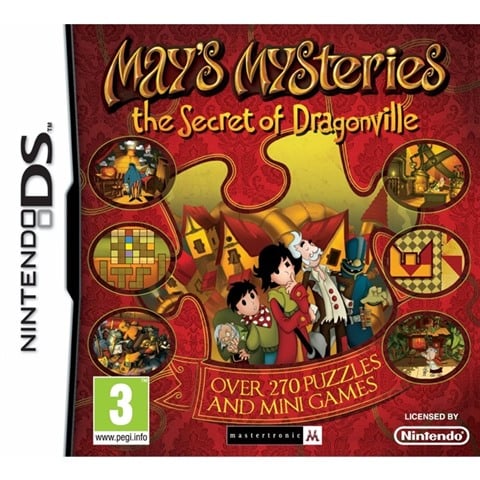 NINTENDO DS™
May's Mysteries
the Secret of Dragonville
OVER 270 PUZZLES
AND MINI GAMES
3
www.pegi.info
mastertronic M
LICENSED BY
Nintendo